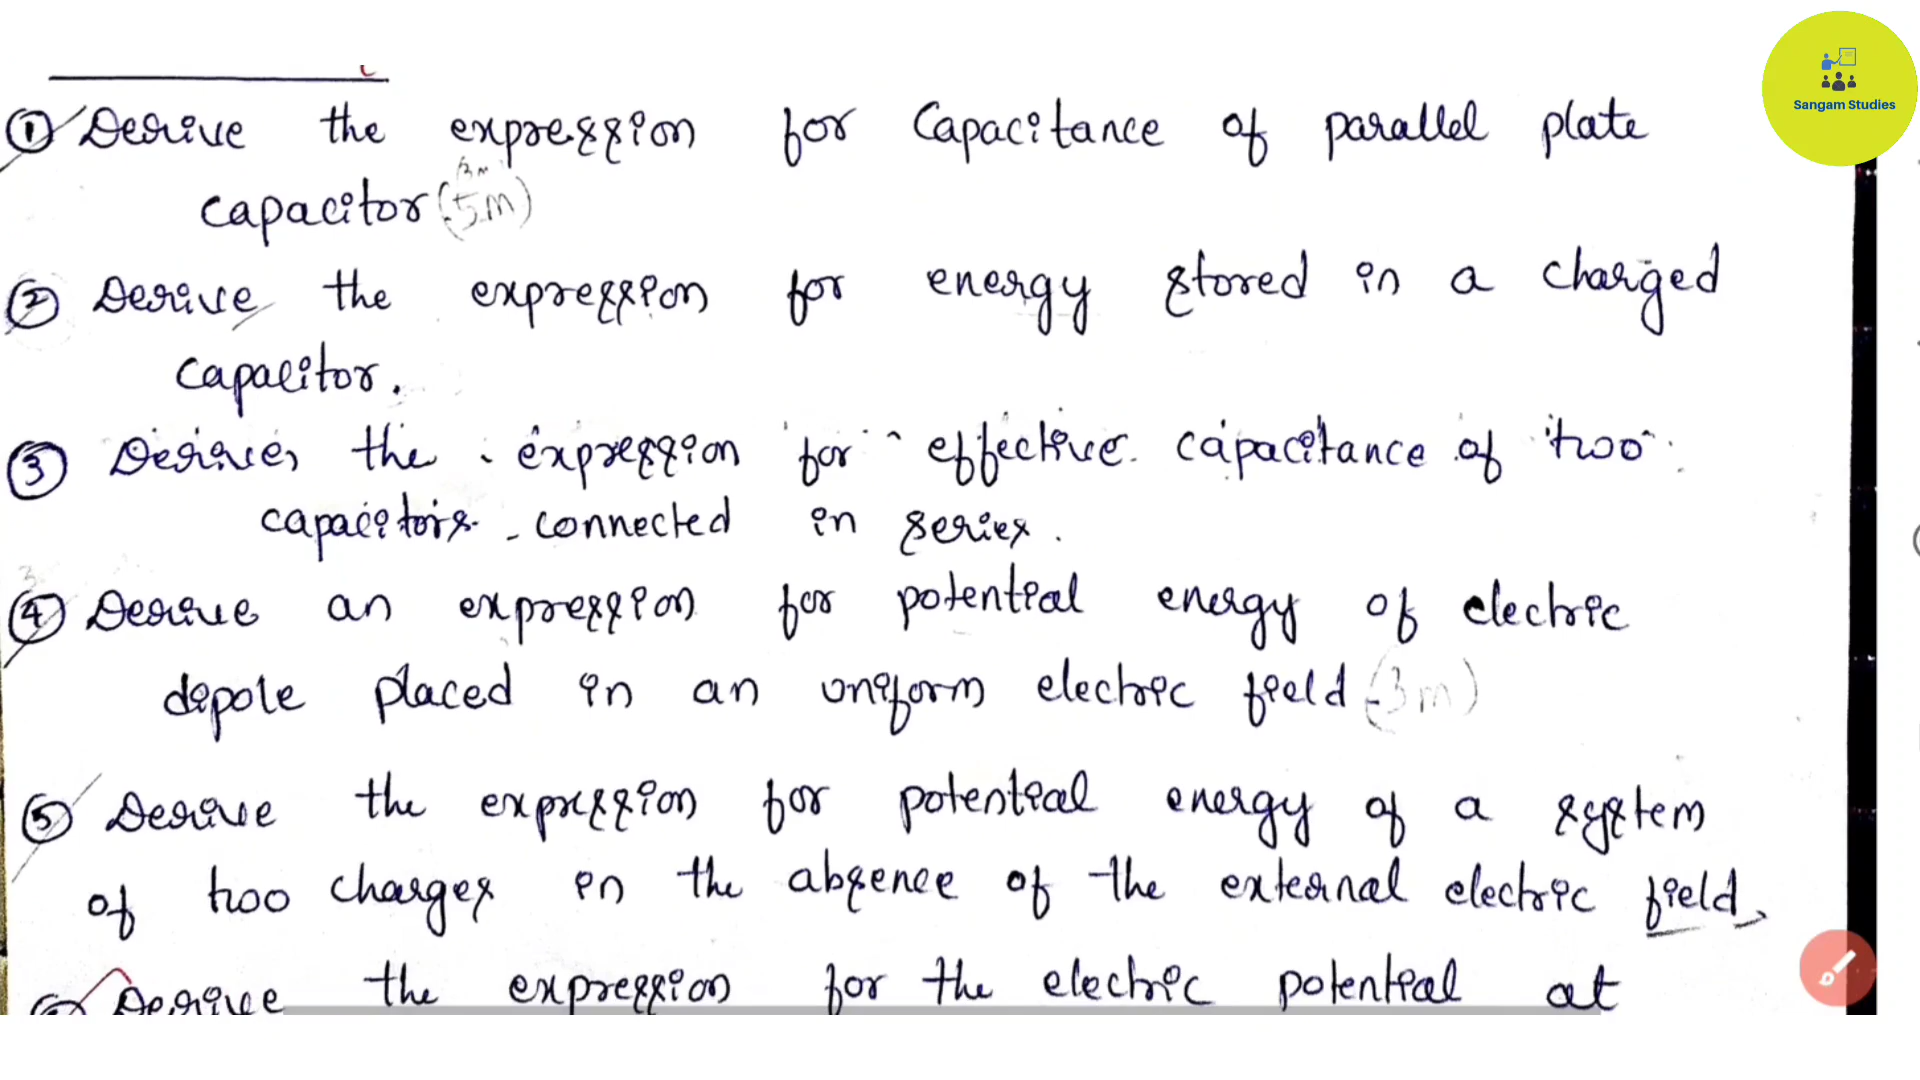 Sangam Studies
① Derive the expression for Capacitance of parallel plate
capacitor (5m)
3m
② Derive the expression for energy stored in a charged
capacitor.
③ Derive the expression for effective capacitance of two
capacitors connected in series.
3
④ Derive an expression for potential energy of electric
dipole placed in an uniform electric field (3m)
⑤ Derive the expression for potential energy of a system
of two charges in the absence of the external electric field,
Derive the expression for the electric potential at